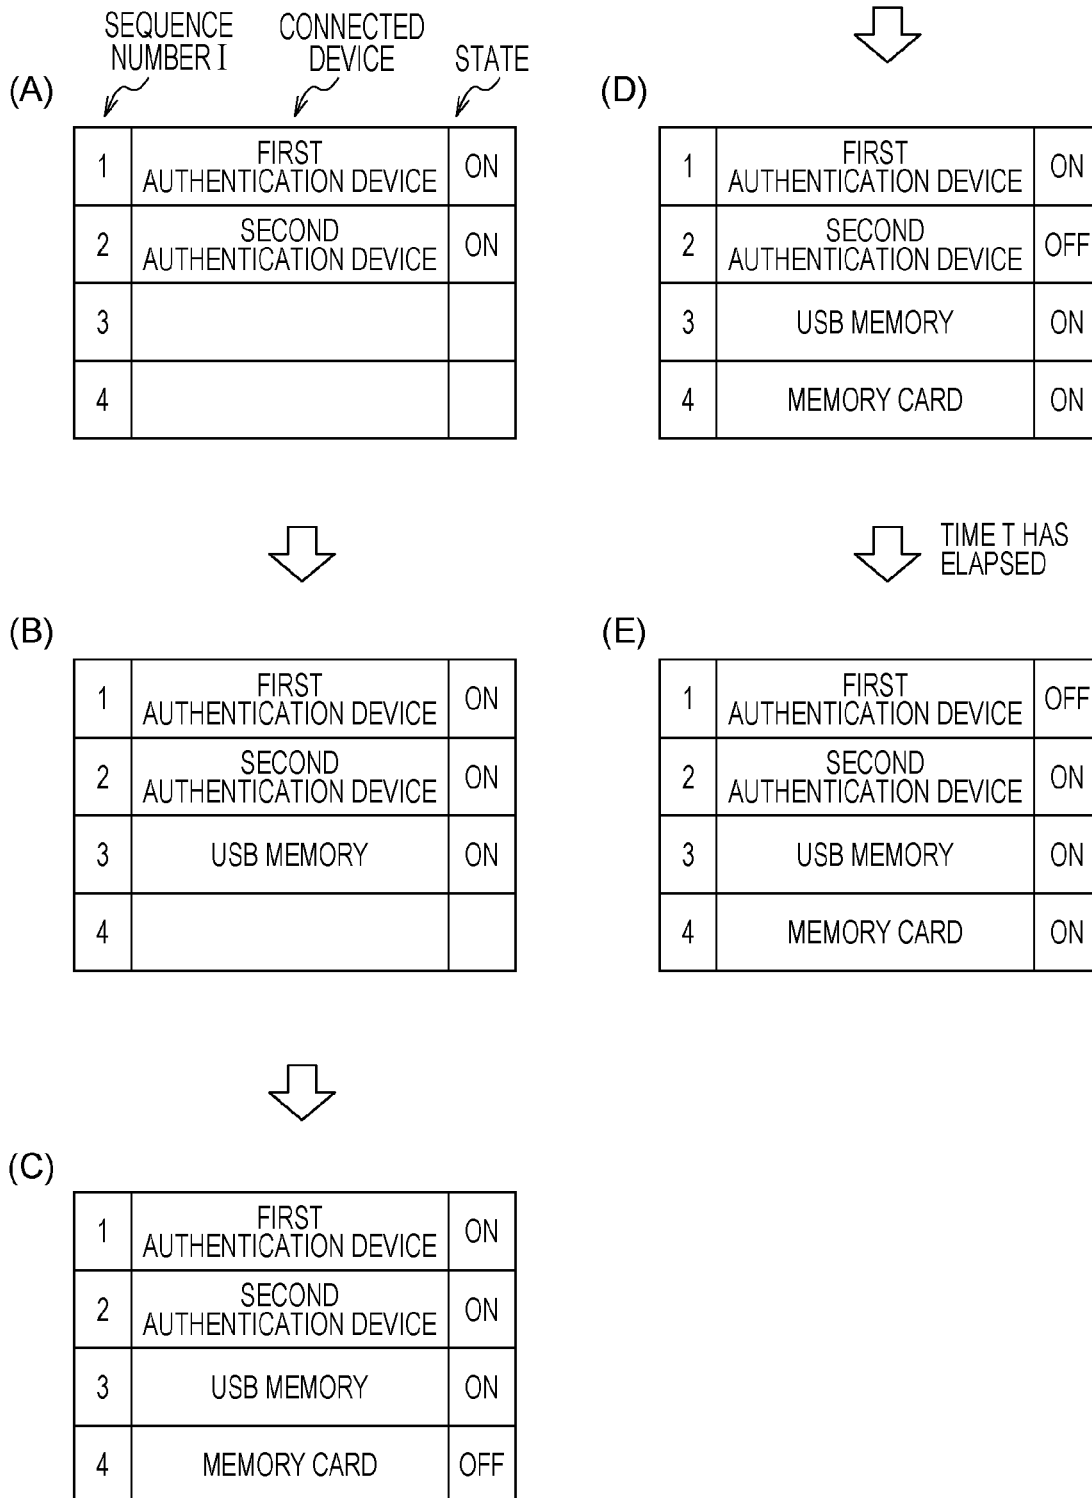 SEQUENCE
NUMBER I
CONNECTED
DEVICE
STATE
(A)
1
FIRST
AUTHENTICATION DEVICE
ON
2
SECOND
AUTHENTICATION DEVICE
ON
3
4
(B)
1
FIRST
AUTHENTICATION DEVICE
ON
2
SECOND
AUTHENTICATION DEVICE
ON
3 USB MEMORY ON
4
(C)
1
FIRST
AUTHENTICATION DEVICE
ON
2
SECOND
AUTHENTICATION DEVICE
ON
3 USB MEMORY ON
4 MEMORY CARD OFF
(D)
1
FIRST
AUTHENTICATION DEVICE
ON
2
SECOND
AUTHENTICATION DEVICE
OFF
3 USB MEMORY ON
4 MEMORY CARD ON
TIME T HAS
ELAPSED
(E)
1
FIRST
AUTHENTICATION DEVICE
OFF
2
SECOND
AUTHENTICATION DEVICE
ON
3 USB MEMORY ON
4 MEMORY CARD ON